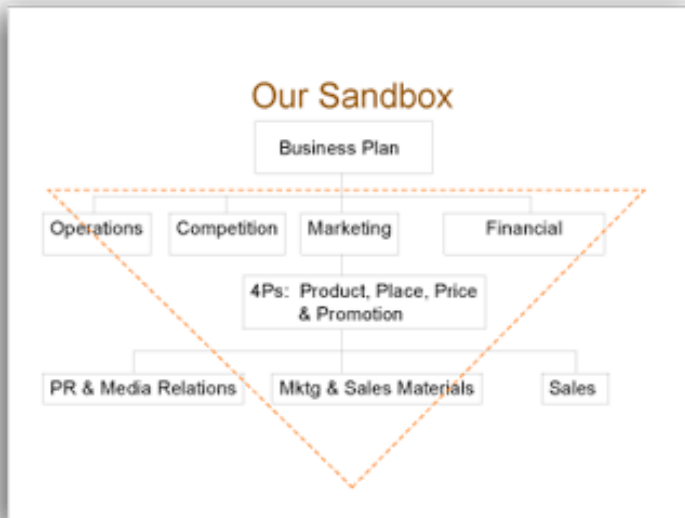 Our Sandbox
Business Plan
Operations
Competition
Marketing
Financial
4Ps: Product, Place, Price
& Promotion
PR & Media Relations
Mktg & Sales Materials
Sales